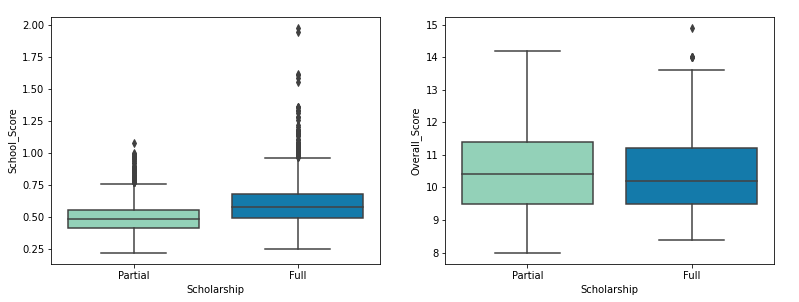 2.00
1.75
1.50
1.25
1.00
0.75
0.50
0.25
School_Score
Partial
Full
Scholarship
15
14
13
12
11
10
9
8
Overall_Score
Partial
Full
Scholarship